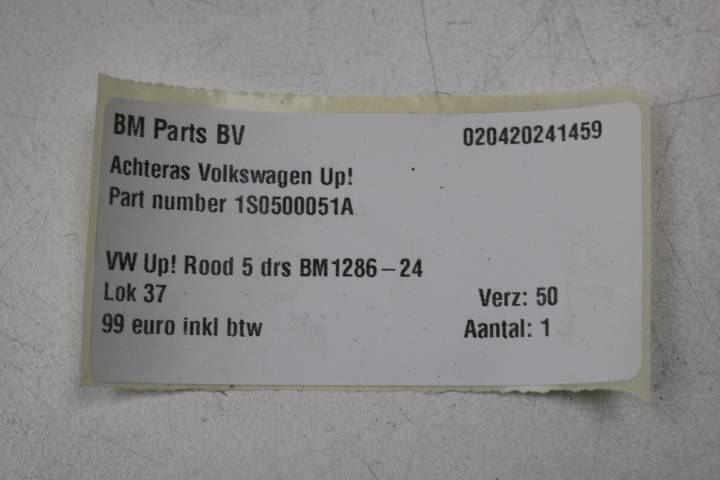 BM Parts BV 020420241459
Achteras Volkswagen Up!
Part number 1S0500051A
VW Up! Rood 5 drs BM1286-24
Lok 37 Verz: 50
99 euro inkl btw Aantal: 1